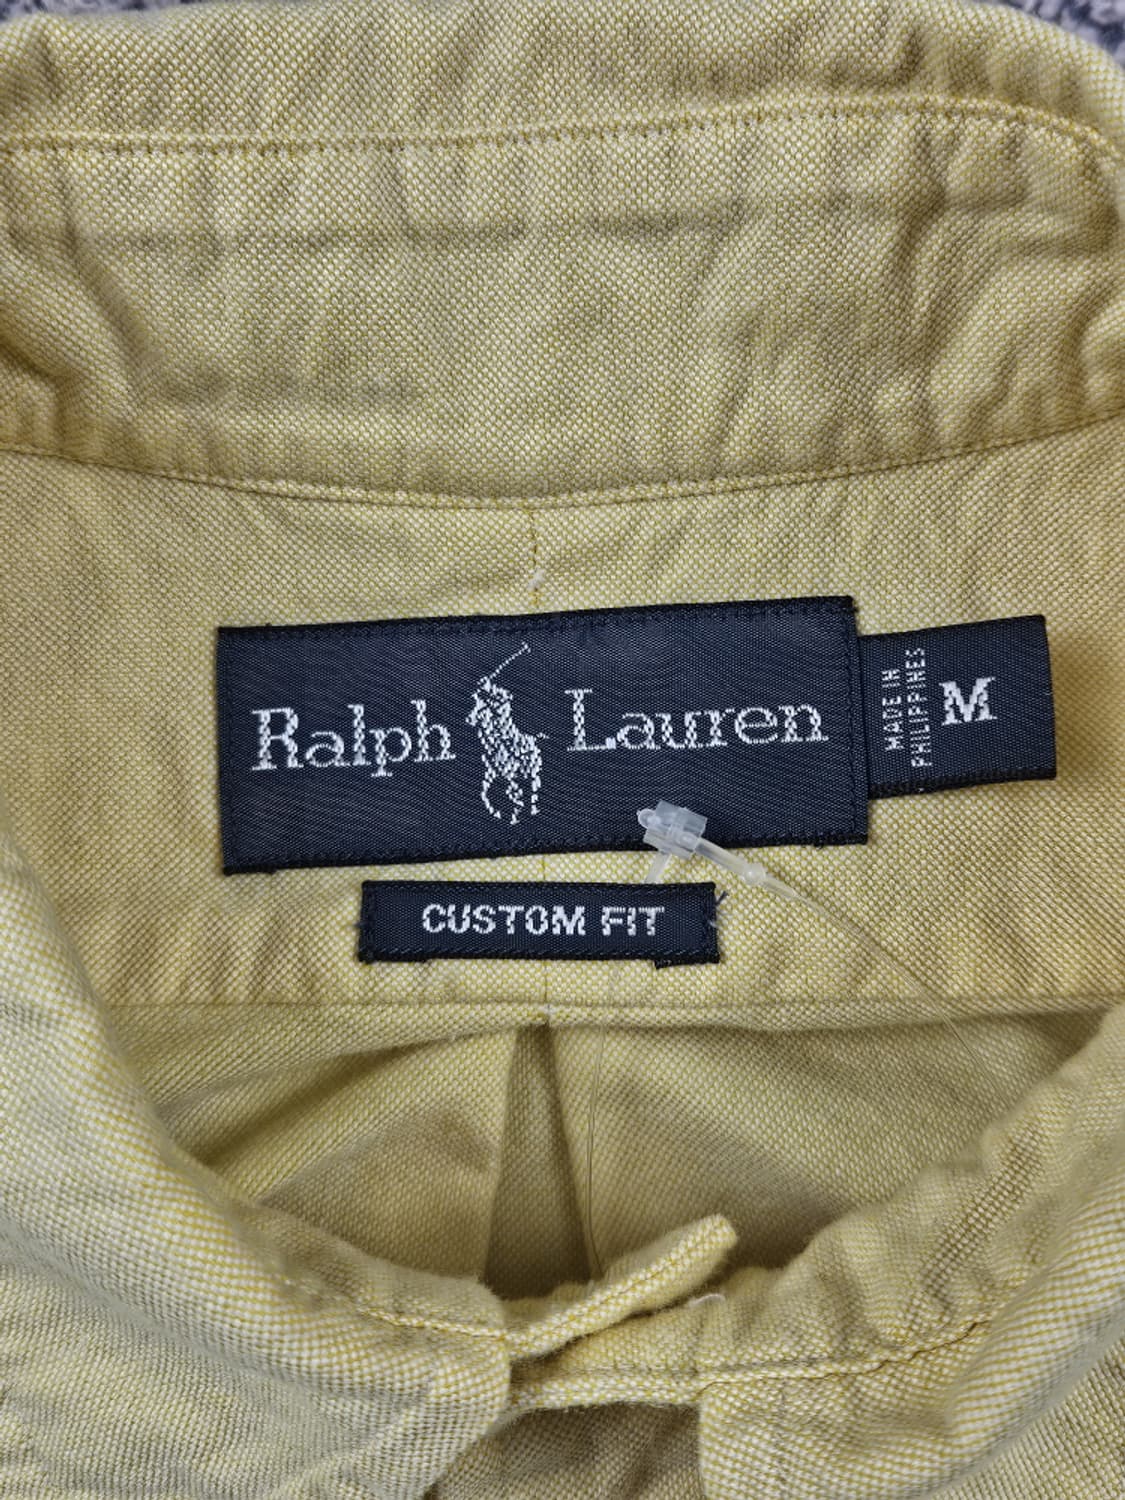 Ralph Lauren
MADE IN
PHILIPPINES
M
CUSTOM FIT